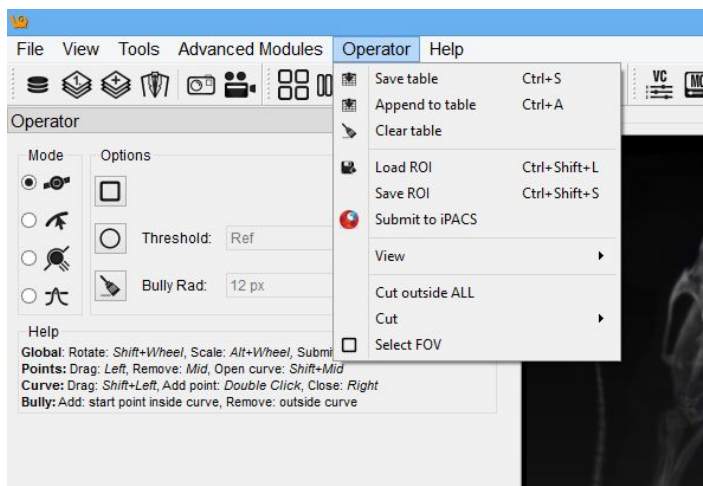 File View Tools Advanced Modules Operator Help
VC
Operator
Mode Options
Threshold: Ref
Bully Rad: 12 px
Save table Ctrl+S
Append to table Ctrl+A
Clear table
Load ROI Ctrl+Shift+L
Save ROI Ctrl+Shift+S
Submit to iPACS
View
Cut outside ALL
Cut
Select FOV
Help
Global: Rotate: Shift+Wheel, Scale: Alt+Wheel, Submi
Points: Drag: Left, Remove: Mid, Open curve: Shift+Mid
Curve: Drag: Shift+Left, Add point: Double Click, Close: Right
Bully: Add: start point inside curve, Remove: outside curve